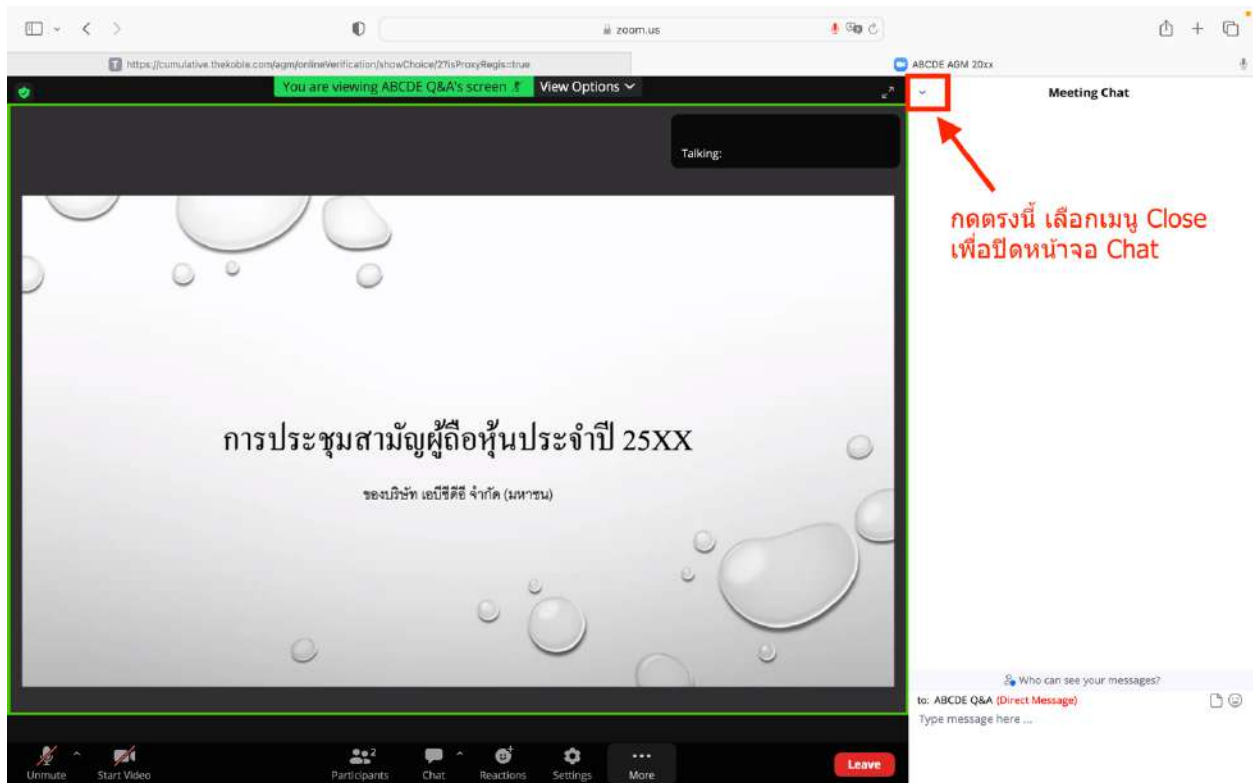 zoom.us
https://cumulative.thekoble.com/agm/onlineVerification/showChoice/2?isProxyRegis=true
ABCDE AGM 20xx
You are viewing ABCDE Q&A's screen
View Options
Meeting Chat
Talking:
กดตรงนี้ เลือกเมนู Close
เพื่อปิดหน้าจอ Chat
การประชุมสามัญผู้ถือหุ้นประจำปี 25XX
ของบริษัท เอบีซีดีอี จำกัด (มหาชน)
Who can see your messages?
to: ABCDE Q&A (Direct Message)
Type message here ...
2
Unmute
Start Video
Participants
Chat
Reactions
Settings
More
Leave